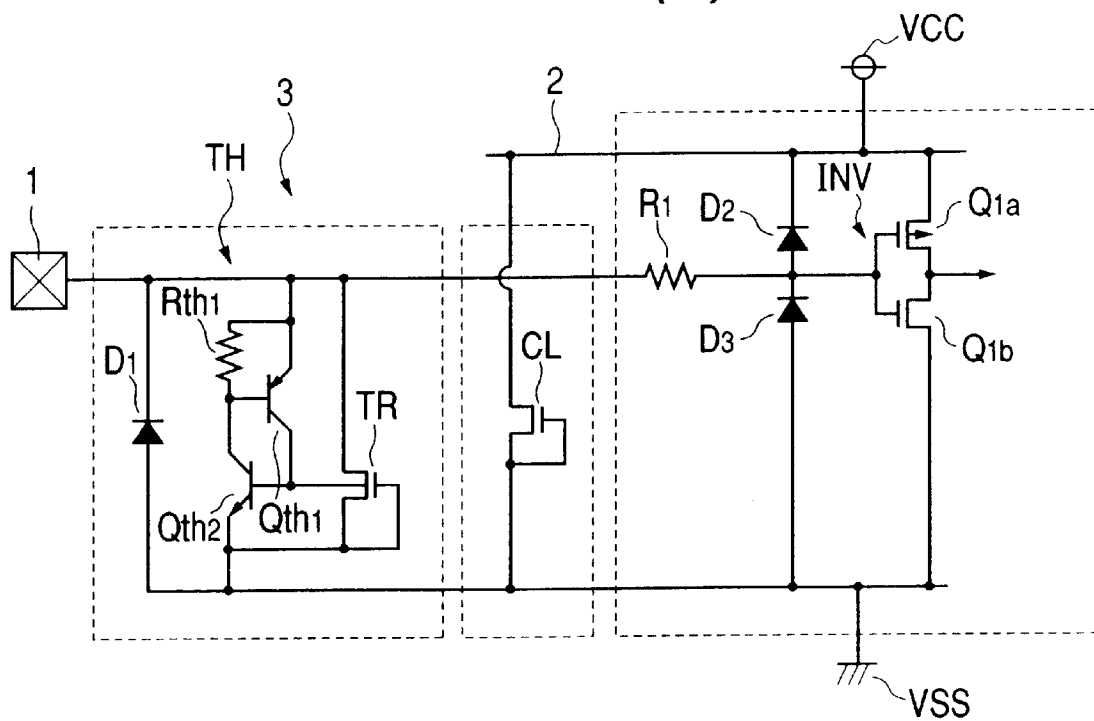 VCC
3
2
TH
1
INV
Q1a
R1
D2
Rth1
D1
D3
CL
Q1b
TR
Qth2
Qth1
VSS